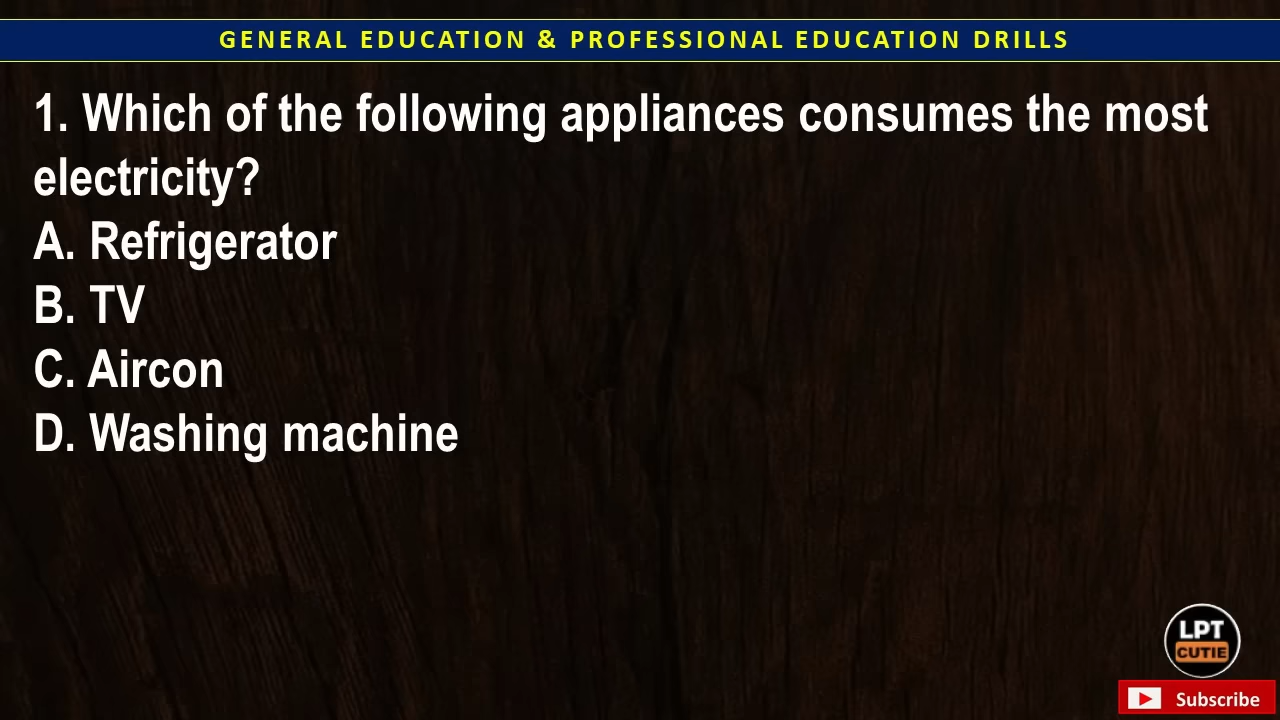 GENERAL EDUCATION & PROFESSIONAL EDUCATION DRILLS
1. Which of the following appliances consumes the most
electricity?
A. Refrigerator
B. TV
C. Aircon
D. Washing machine
LPT
CUTIE
Subscribe